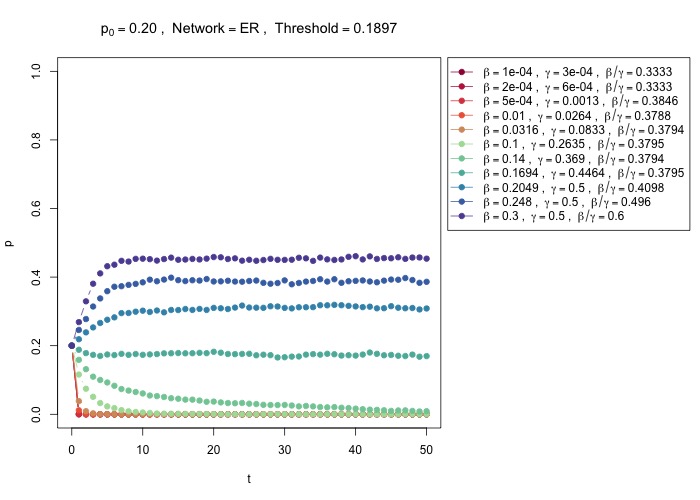 p₀ = 0.20 , Network = ER , Threshold = 0.1897
1.0
0.8
0.6
0.4
0.2
0.0
p
0 10 20 30 40 50
t
β = 1e-04 , γ = 3e-04 , β/γ = 0.3333
β = 2e-04 , γ = 6e-04 , β/γ = 0.3333
β = 5e-04 , γ = 0.0013 , β/γ = 0.3846
β = 0.01 , γ = 0.0264 , β/γ = 0.3788
β = 0.0316 , γ = 0.0833 , β/γ = 0.3794
β = 0.1 , γ = 0.2635 , β/γ = 0.3795
β = 0.14 , γ = 0.369 , β/γ = 0.3794
β = 0.1694 , γ = 0.4464 , β/γ = 0.3795
β = 0.2049 , γ = 0.5 , β/γ = 0.4098
β = 0.248 , γ = 0.5 , β/γ = 0.496
β = 0.3 , γ = 0.5 , β/γ = 0.6